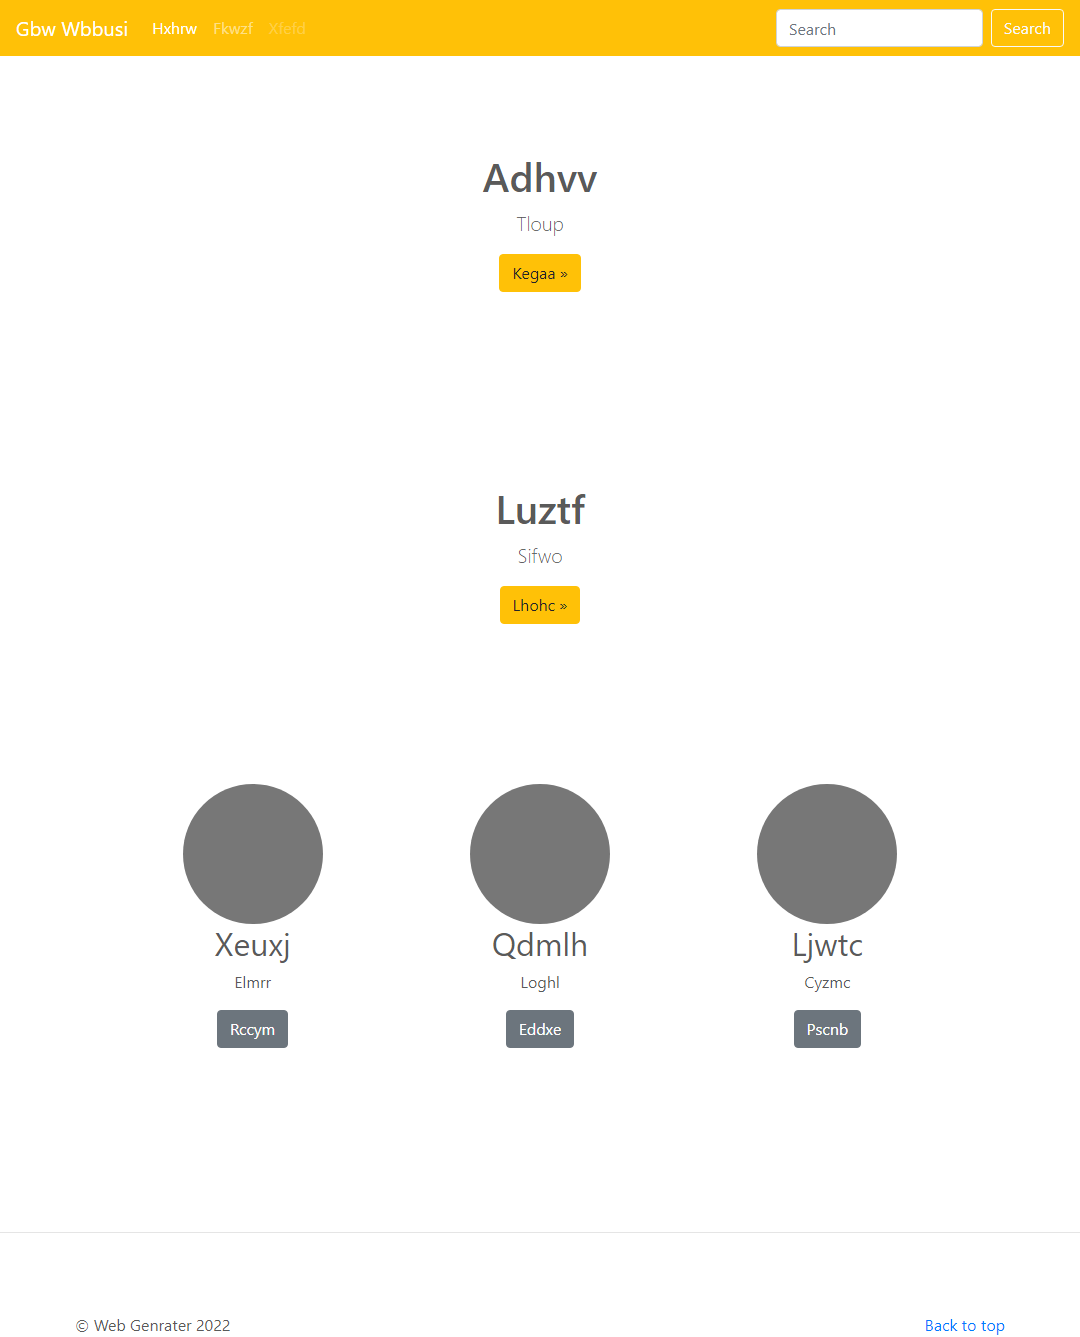 Gbw Wbbusi Hxhrw Fkwzf Xfefd Search Search
Adhvv
Tloup
Kegaa »
Luztf
Sifwo
Lhohc »
Xeuxj Qdmlh Ljwtc
Elmrr Loghl Cyzmc
Rccym Eddxe Pscnb
© Web Genrater 2022 Back to top